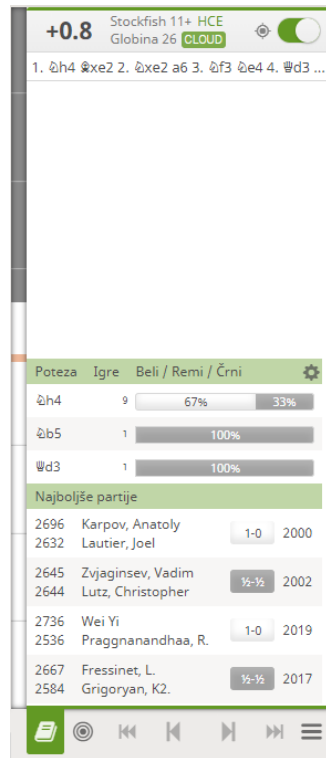 +0.8 Stockfish 11+ HCE
Globina 26 CLOUD
1. ♘h4 ♝xe2 2. ♘xe2 a6 3. ♘f3 ♘e4 4. ♕d3 ...
Poteza Igre Beli / Remi / Črni
♘h4 9 67% 33%
♘b5 1 100%
♕d3 1 100%
Najboljše partije
2696 Karpov, Anatoly
2632 Lautier, Joel
1-0 2000
2645 Zvjaginsev, Vadim
2644 Lutz, Christopher
½-½ 2002
2736 Wei Yi
2536 Praggnanandhaa, R.
1-0 2019
2667 Fressinet, L.
2584 Grigoryan, K2.
½-½ 2017